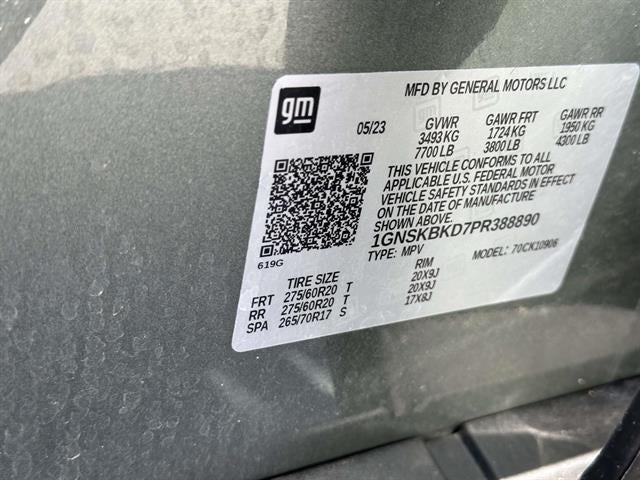 gm
MFD BY GENERAL MOTORS LLC
05/23 GVWR GAWR FRT GAWR RR
3493 KG 1724 KG 1950 KG
7700 LB 3800 LB 4300 LB
THIS VEHICLE CONFORMS TO ALL
APPLICABLE U.S. FEDERAL MOTOR
VEHICLE SAFETY STANDARDS IN EFFECT
ON THE DATE OF MANUFACTURE
SHOWN ABOVE.
1GNSKBKD7PR388890
TYPE: MPV MODEL: 70CK10906
619G
TIRE SIZE RIM
FRT 275/60R20 T 20X9J
RR 275/60R20 T 20X9J
SPA 265/70R17 S 17X8J